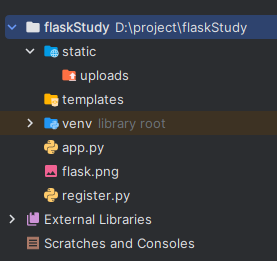 flaskStudy D:\project\flaskStudy
static
uploads
templates
venv library root
app.py
flask.png
register.py
External Libraries
Scratches and Consoles